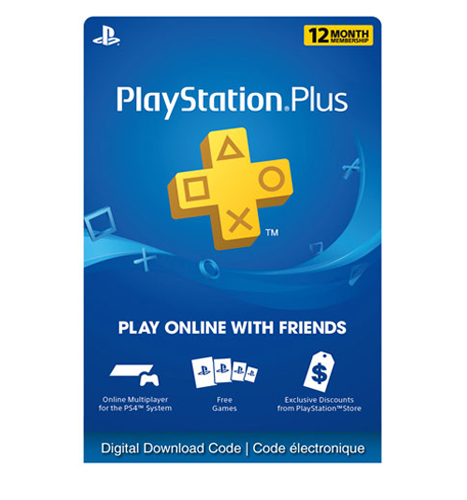 12 MONTH
MEMBERSHIP
PlayStation.Plus
TM
PLAY ONLINE WITH FRIENDS
Online Multiplayer
for the PS4™ System
Free
Games
Exclusive Discounts
from PlayStation™Store
Digital Download Code | Code électronique